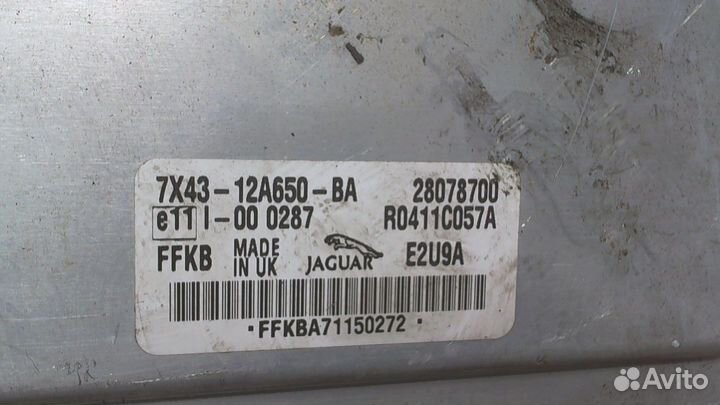 7X43-12A650-BA 28078700
e11 I-00 0287 R0411C057A
FFKB MADE IN UK JAGUAR E2U9A
·FFKBA71150272·
Avito